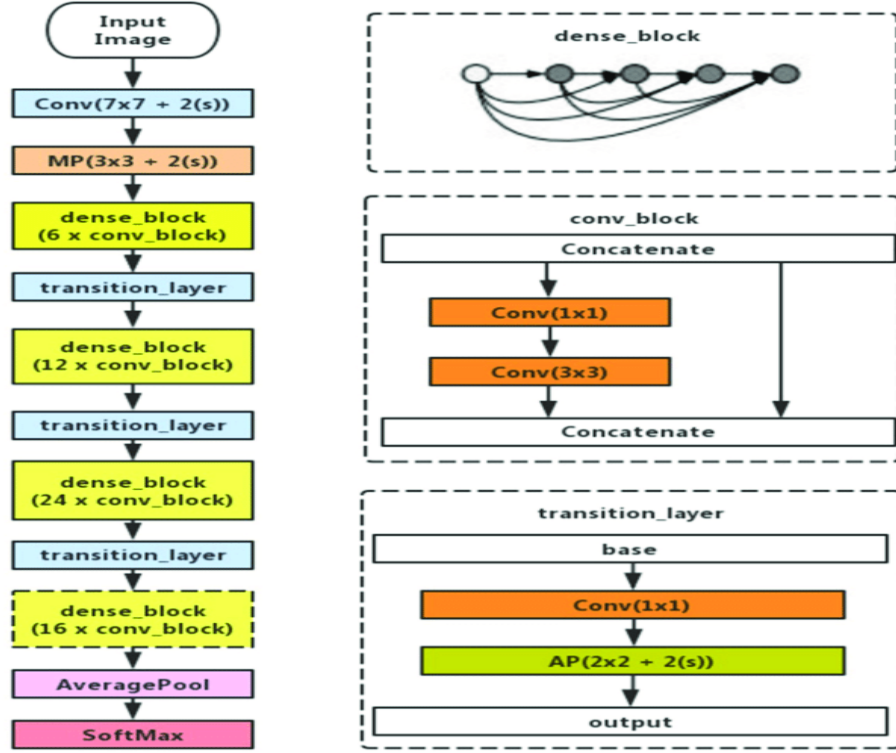 Input
Image
Conv(7x7 + 2(s))
MP(3x3 + 2(s))
dense_block
(6 x conv_block)
transition_layer
dense_block
(12 x conv_block)
transition_layer
dense_block
(24 x conv_block)
transition_layer
dense_block
(16 x conv_block)
AveragePool
SoftMax
dense_block
conv_block
Concatenate
Conv(1x1)
Conv(3x3)
Concatenate
transition_layer
base
Conv(1x1)
AP(2x2 + 2(s))
output